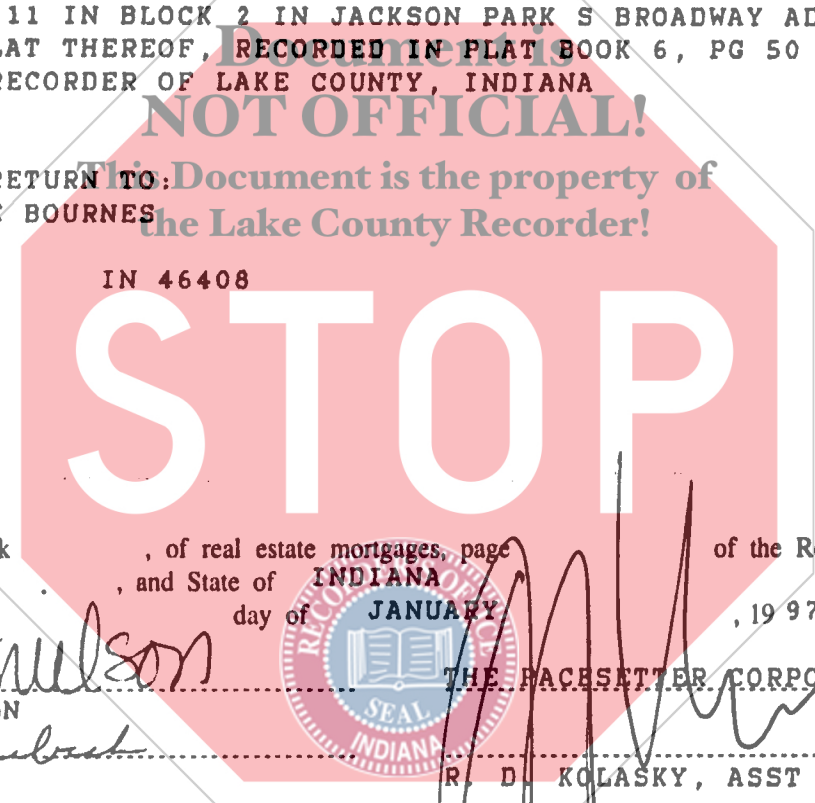 11 IN BLOCK 2 IN JACKSON PARK S BROADWAY AD
LAT THEREOF, RECORDED IN PLAT BOOK 6, PG 50
RECORDER OF LAKE COUNTY, INDIANA
Document is
NOT OFFICIAL!
This Document is the property of
the Lake County Recorder!
RETURN TO:
BOURNES
IN 46408
STOP
, of real estate mortgages, page of the R
, and State of INDIANA
day of JANUARY, 1997
THE PACESETTER CORPO
N
R. D. KOLASKY, ASST
RECORDER'S OFFICE
SEAL
INDIANA